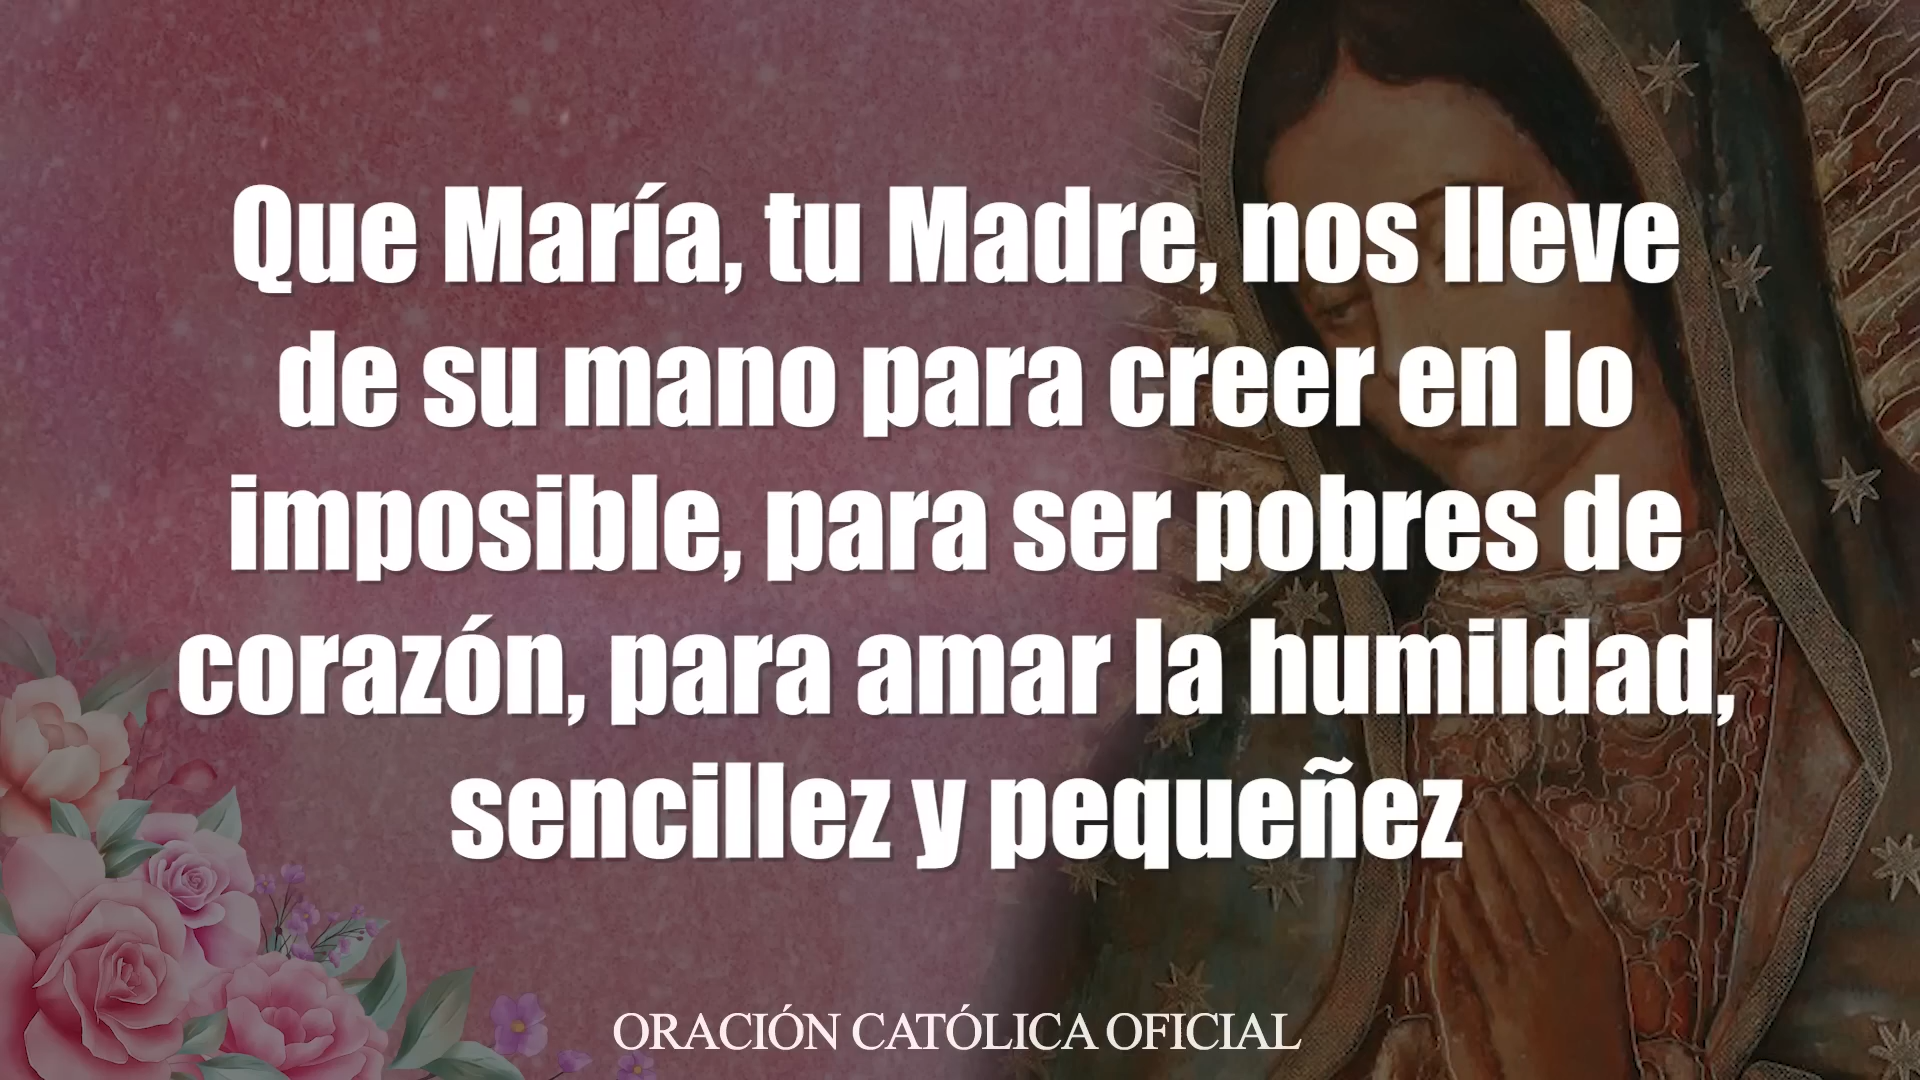 Que María, tu Madre, nos lleve
de su mano para creer en lo
imposible, para ser pobres de
corazón, para amar la humildad,
sencillez y pequeñez
ORACIÓN CATÓLICA OFICIAL